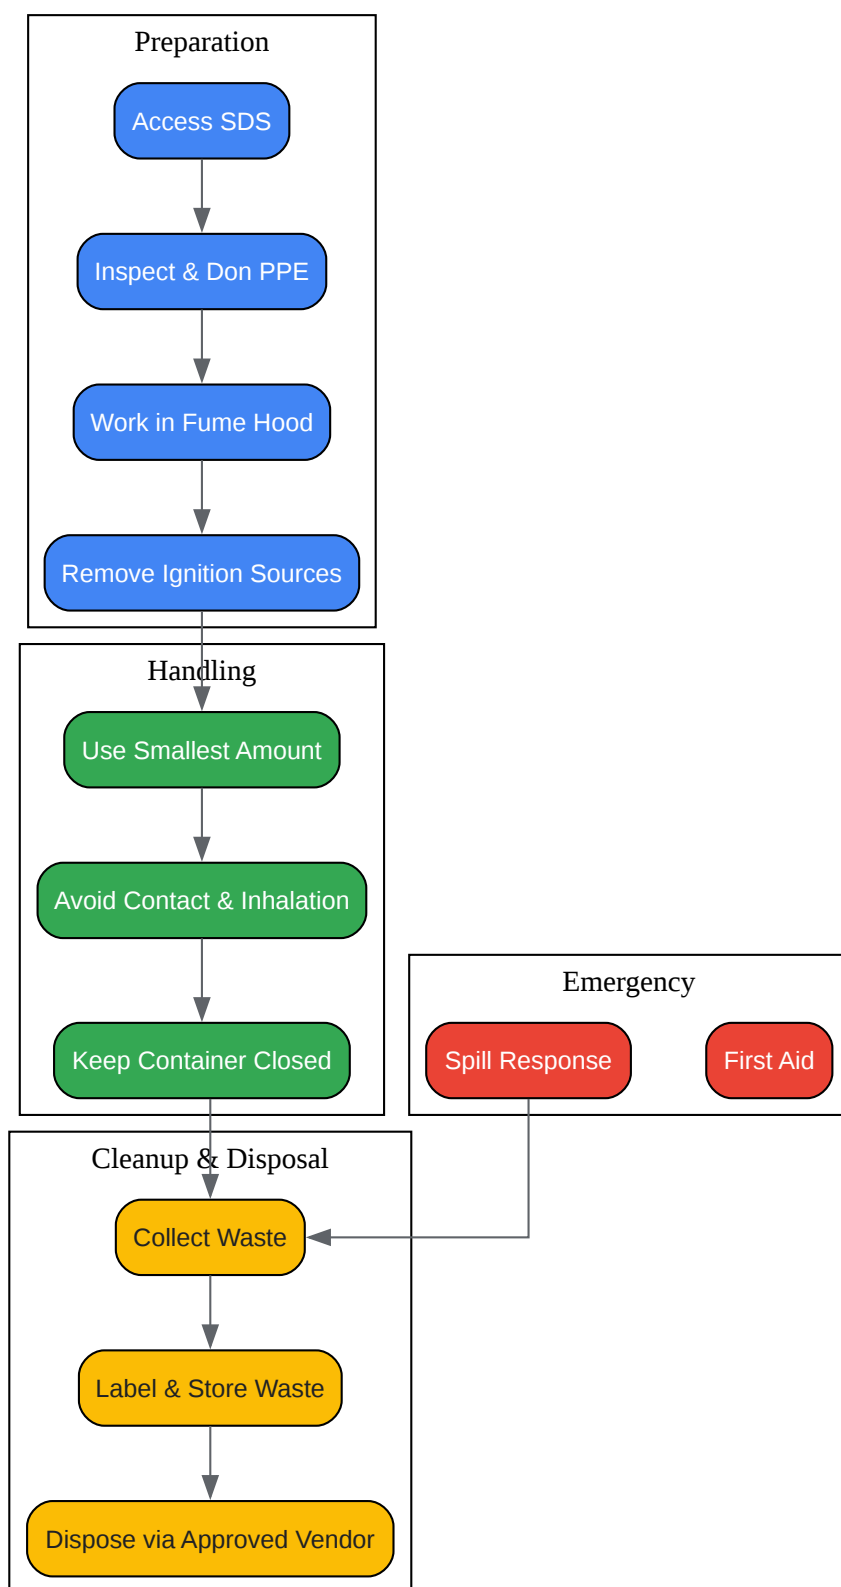 Preparation
Access SDS
Inspect & Don PPE
Work in Fume Hood
Remove Ignition Sources
Handling
Use Smallest Amount
Avoid Contact & Inhalation
Keep Container Closed
Emergency
Spill Response
First Aid
Cleanup & Disposal
Collect Waste
Label & Store Waste
Dispose via Approved Vendor